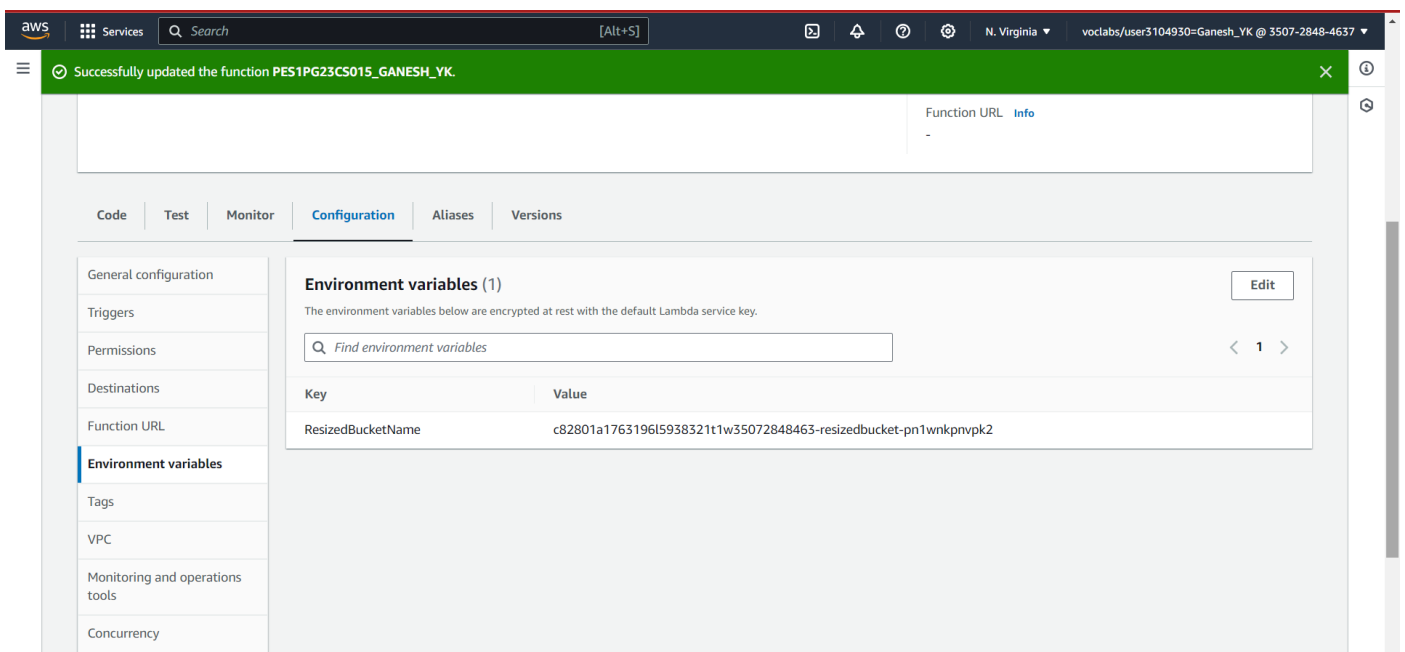 aws Services Search [Alt+S] N. Virginia voclabs/user3104930=Ganesh_YK @ 3507-2848-4637
Successfully updated the function PES1PG23CS015_GANESH_YK.
Function URL Info
-
Code Test Monitor Configuration Aliases Versions
General configuration
Triggers
Permissions
Destinations
Function URL
Environment variables
Tags
VPC
Monitoring and operations
tools
Concurrency
Environment variables (1)
Edit
The environment variables below are encrypted at rest with the default Lambda service key.
Find environment variables
1
Key Value
ResizedBucketName c82801a1763196l5938321t1w35072848463-resizedbucket-pn1wnkpnvpk2